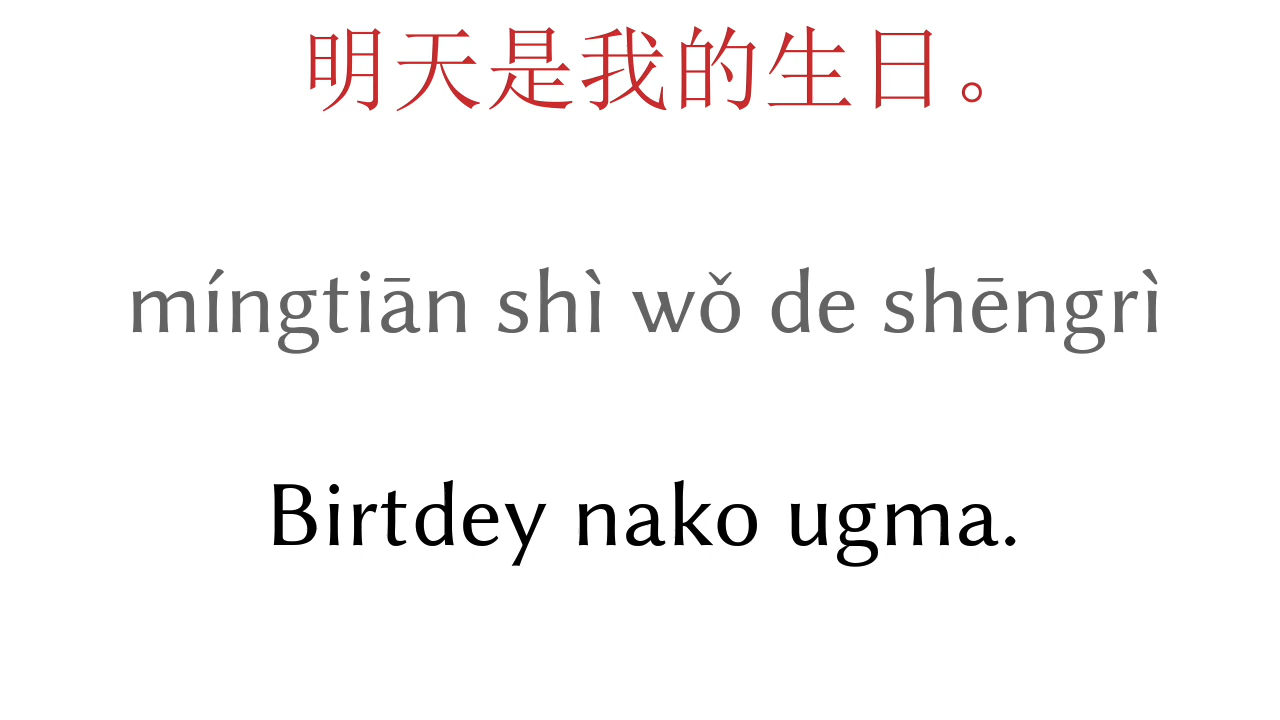 明天是我的生日。
míngtiān shì wǒ de shēngrì
Birtdey nako ugma.